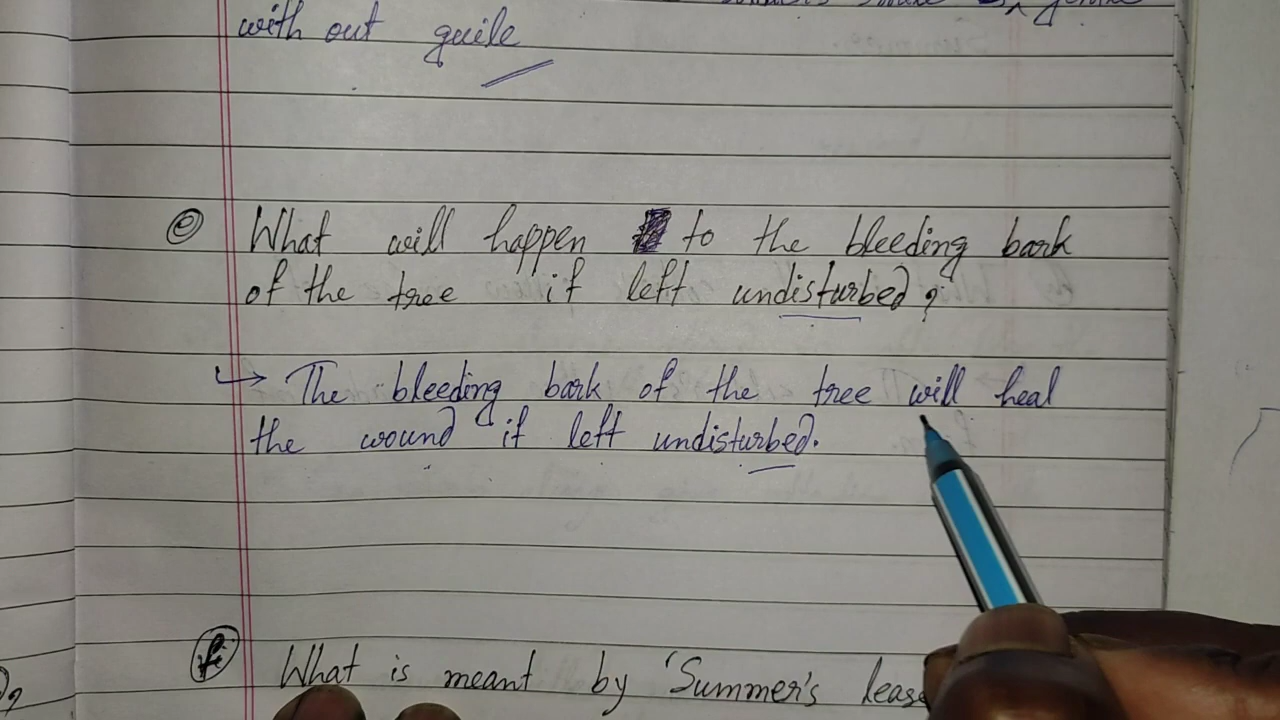 with out guile
ⓔ What will happen to the bleeding bark
of the tree if left undisturbed?
↳ The bleeding bark of the tree will heal
the wound if left undisturbed.
ⓕ What is meant by 'Summer's lease